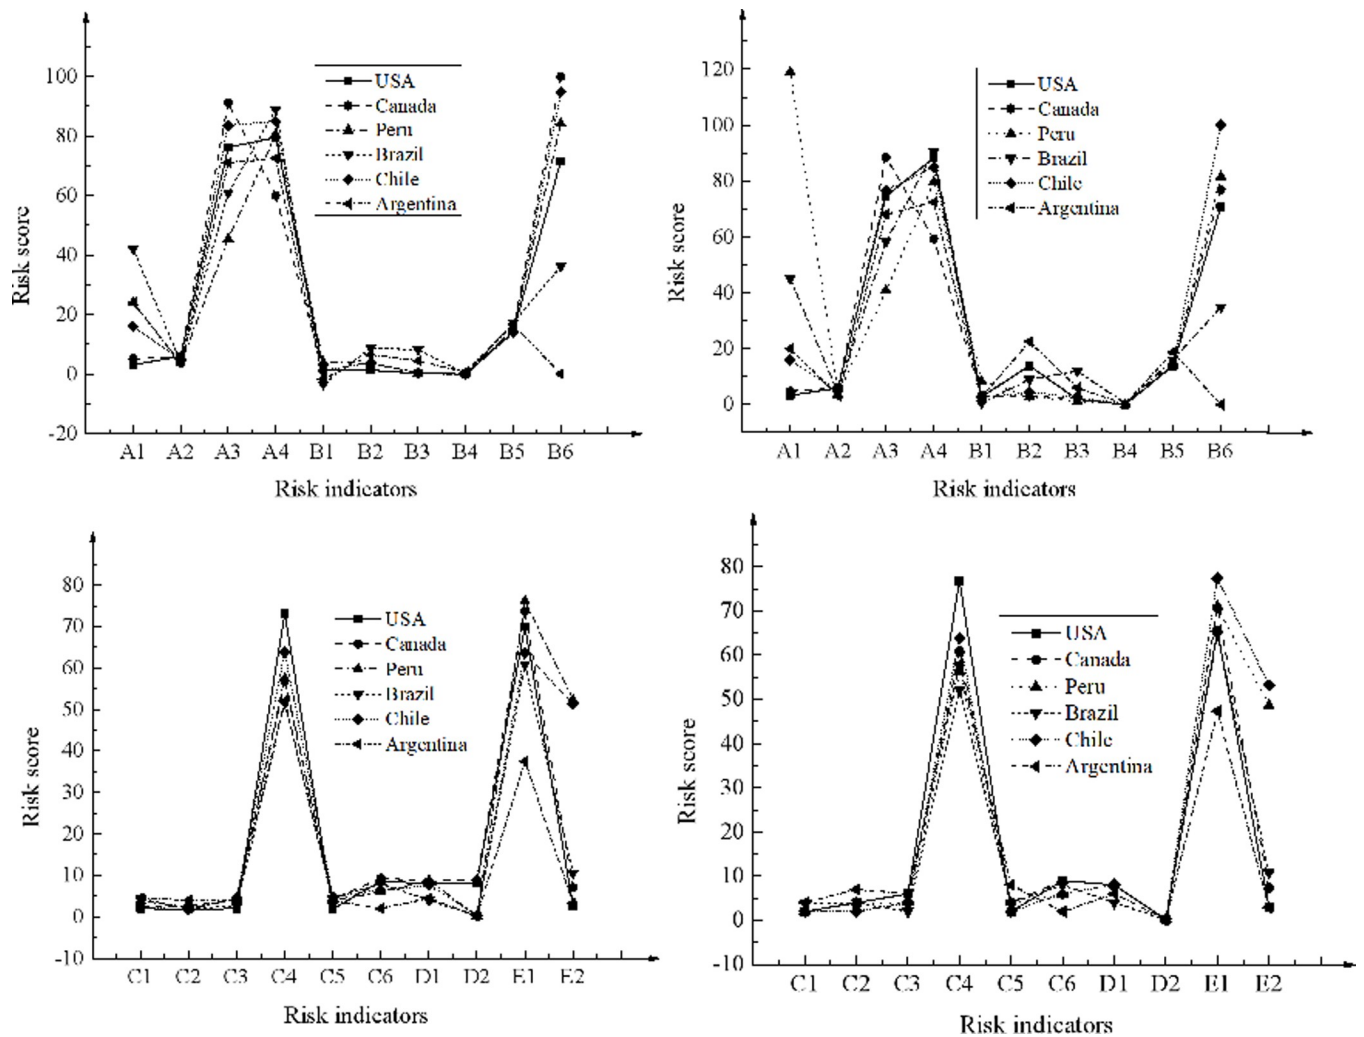 100
80
60
40
20
0
-20
Risk score
USA
Canada
Peru
Brazil
Chile
Argentina
A1 A2 A3 A4 B1 B2 B3 B4 B5 B6
Risk indicators
120
100
80
60
40
20
0
Risk score
USA
Canada
Peru
Brazil
Chile
Argentina
A1 A2 A3 A4 B1 B2 B3 B4 B5 B6
Risk indicators
80
70
60
50
40
30
20
10
0
-10
Risk score
USA
Canada
Peru
Brazil
Chile
Argentina
C1 C2 C3 C4 C5 C6 D1 D2 E1 E2
Risk indicators
80
70
60
50
40
30
20
10
0
-10
Risk score
USA
Canada
Peru
Brazil
Chile
Argentina
C1 C2 C3 C4 C5 C6 D1 D2 E1 E2
Risk indicators